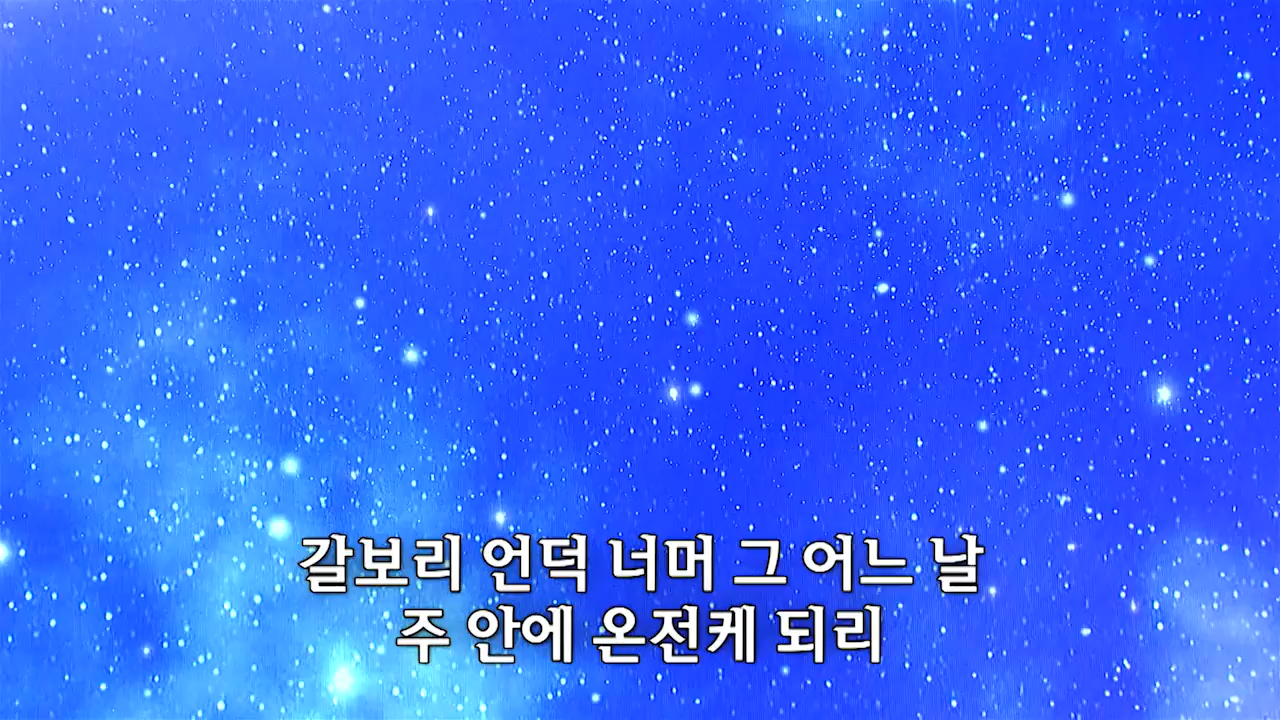 갈보리 언덕 너머 그 어느 날
주 안에 온전케 되리